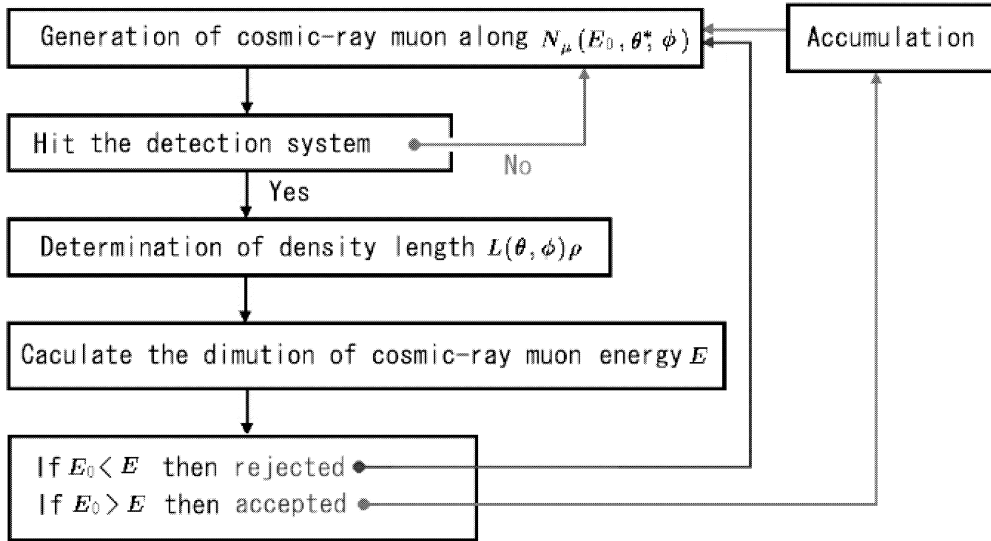 Generation of cosmic-ray muon along Nμ(E₀, θ*, ϕ)
Accumulation
Hit the detection system
No
Yes
Determination of density length L(θ, ϕ)ρ
Caculate the dimution of cosmic-ray muon energy E
If E₀ < E then rejected
If E₀ > E then accepted